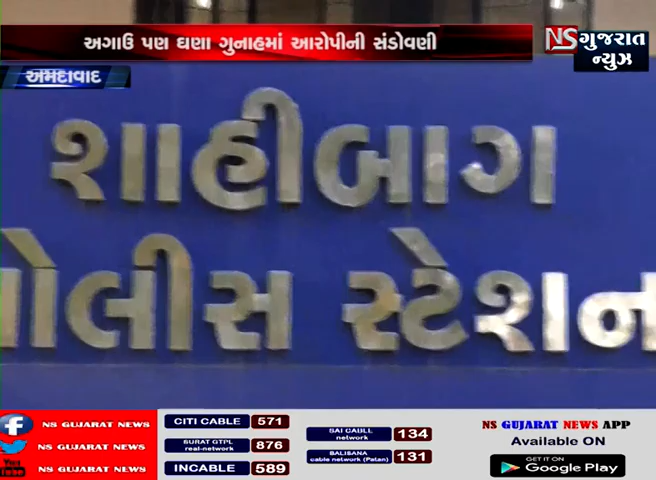 અગાઉ પણ ઘણા ગુનાહમાં આરોપીની સંડોવણી
NS ગુજરાત
ન્યુઝ
અમદાવાદ
શાહીબાગ
પોલીસ સ્ટેશન
NS GUJARAT NEWS
NS GUJARAT NEWS
NS GUJARAT NEWS
CITI CABLE 571
SURAT GTPL
real-network 876
INCABLE 589
SAI CABLL
network 134
BALISANA
cable network (Patan) 131
NS GUJARAT NEWS APP
Available ON
GET IT ON
Google Play